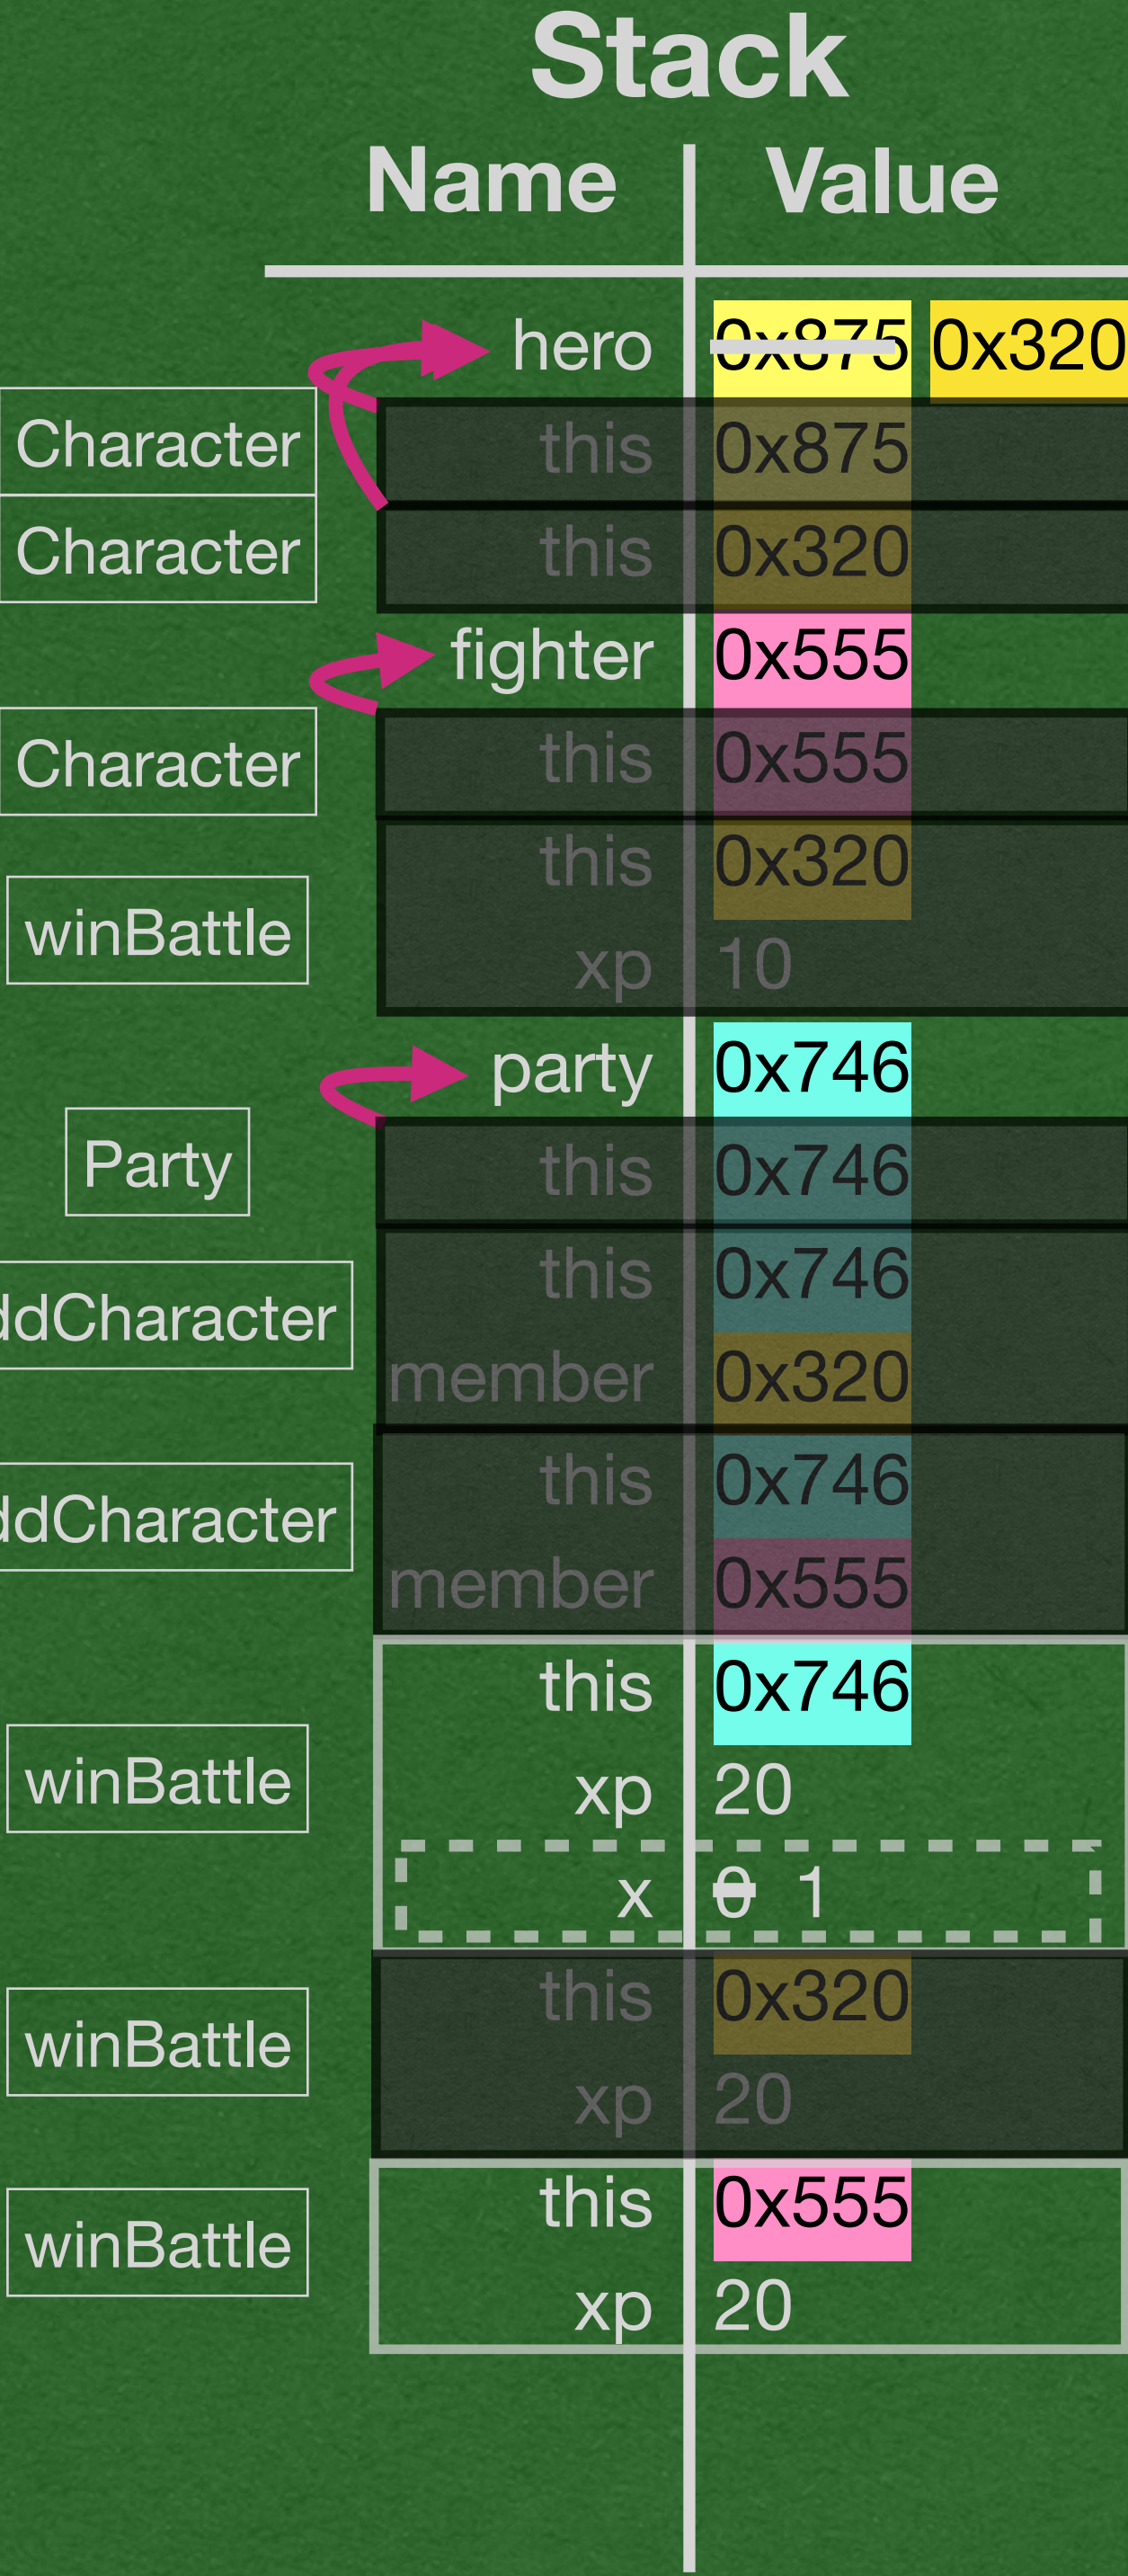 Stack
Name Value
hero 0x875 0x320
Character this 0x875
Character this 0x320
fighter 0x555
Character this 0x555
this 0x320
winBattle
xp 10
party 0x746
Party this 0x746
this 0x746
ddCharacter
member 0x320
this 0x746
ddCharacter
member 0x555
this 0x746
winBattle xp 20
x 0 1
this 0x320
winBattle
xp 20
this 0x555
winBattle
xp 20